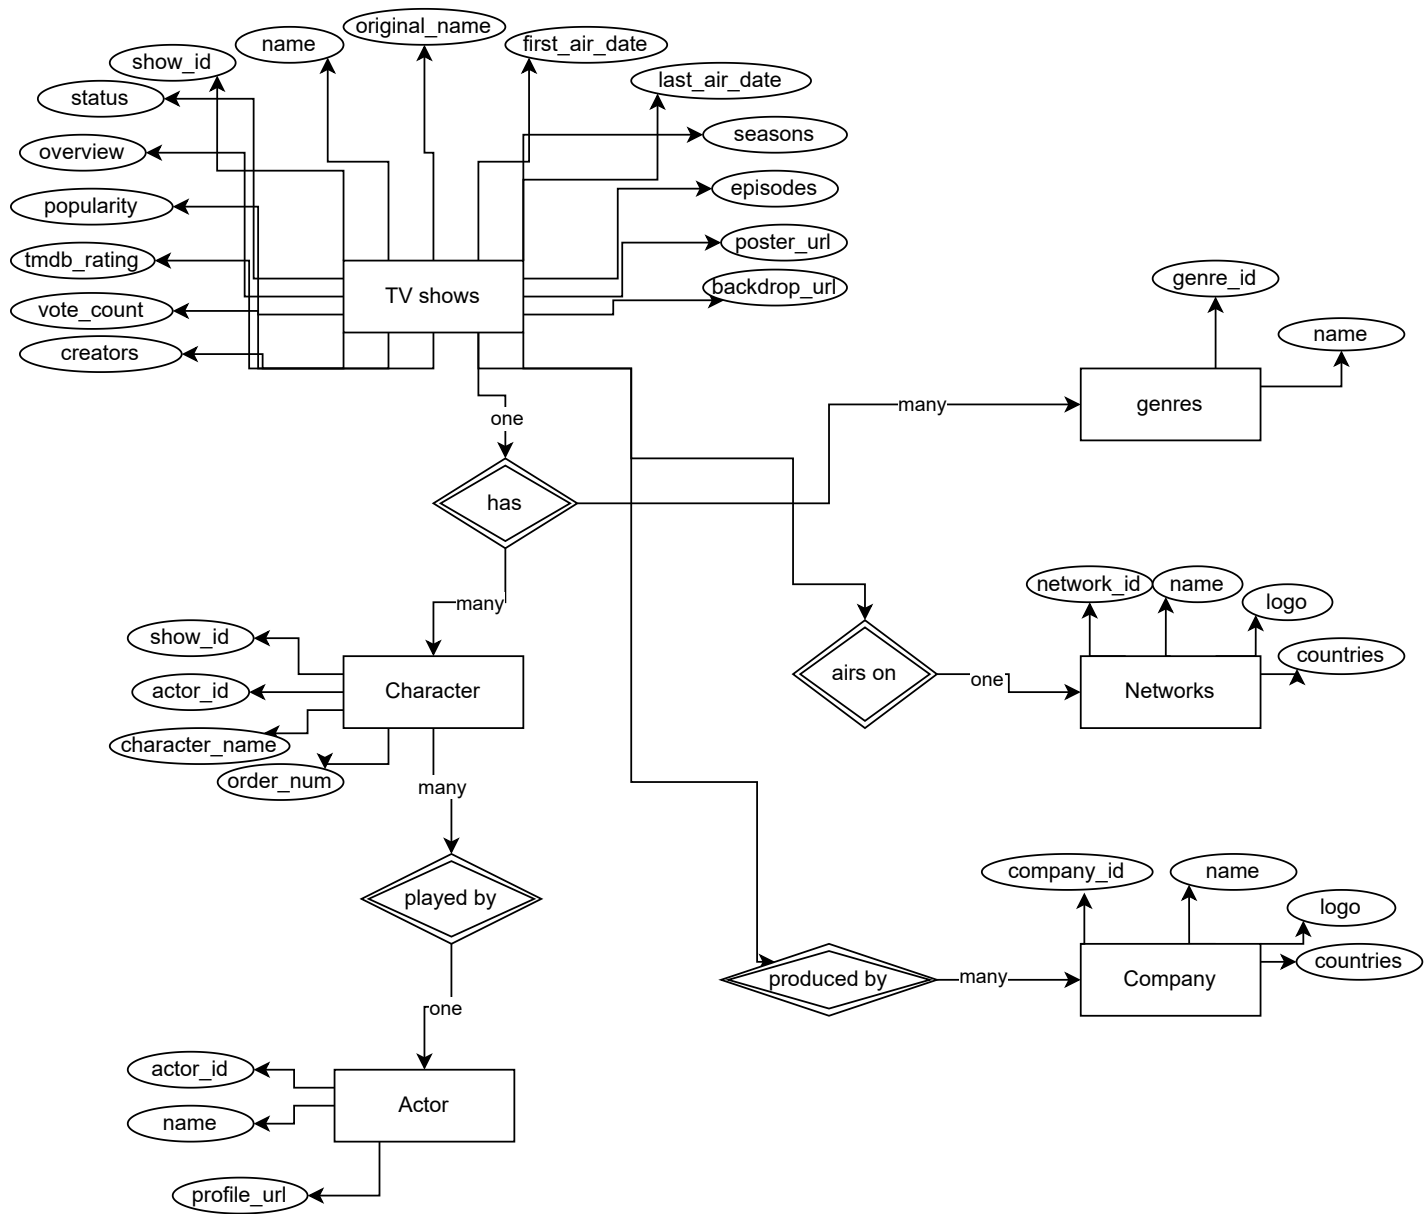 original_name
name
first_air_date
show_id
last_air_date
status
seasons
overview
episodes
popularity
poster_url
tmdb_rating
backdrop_url
TV shows
vote_count
creators
genre_id
name
many
genres
one
has
many
network_id
name
logo
countries
airs on
one
Networks
show_id
actor_id
Character
character_name
order_num
many
played by
company_id
name
logo
countries
produced by
many
Company
one
actor_id
name
Actor
profile_url